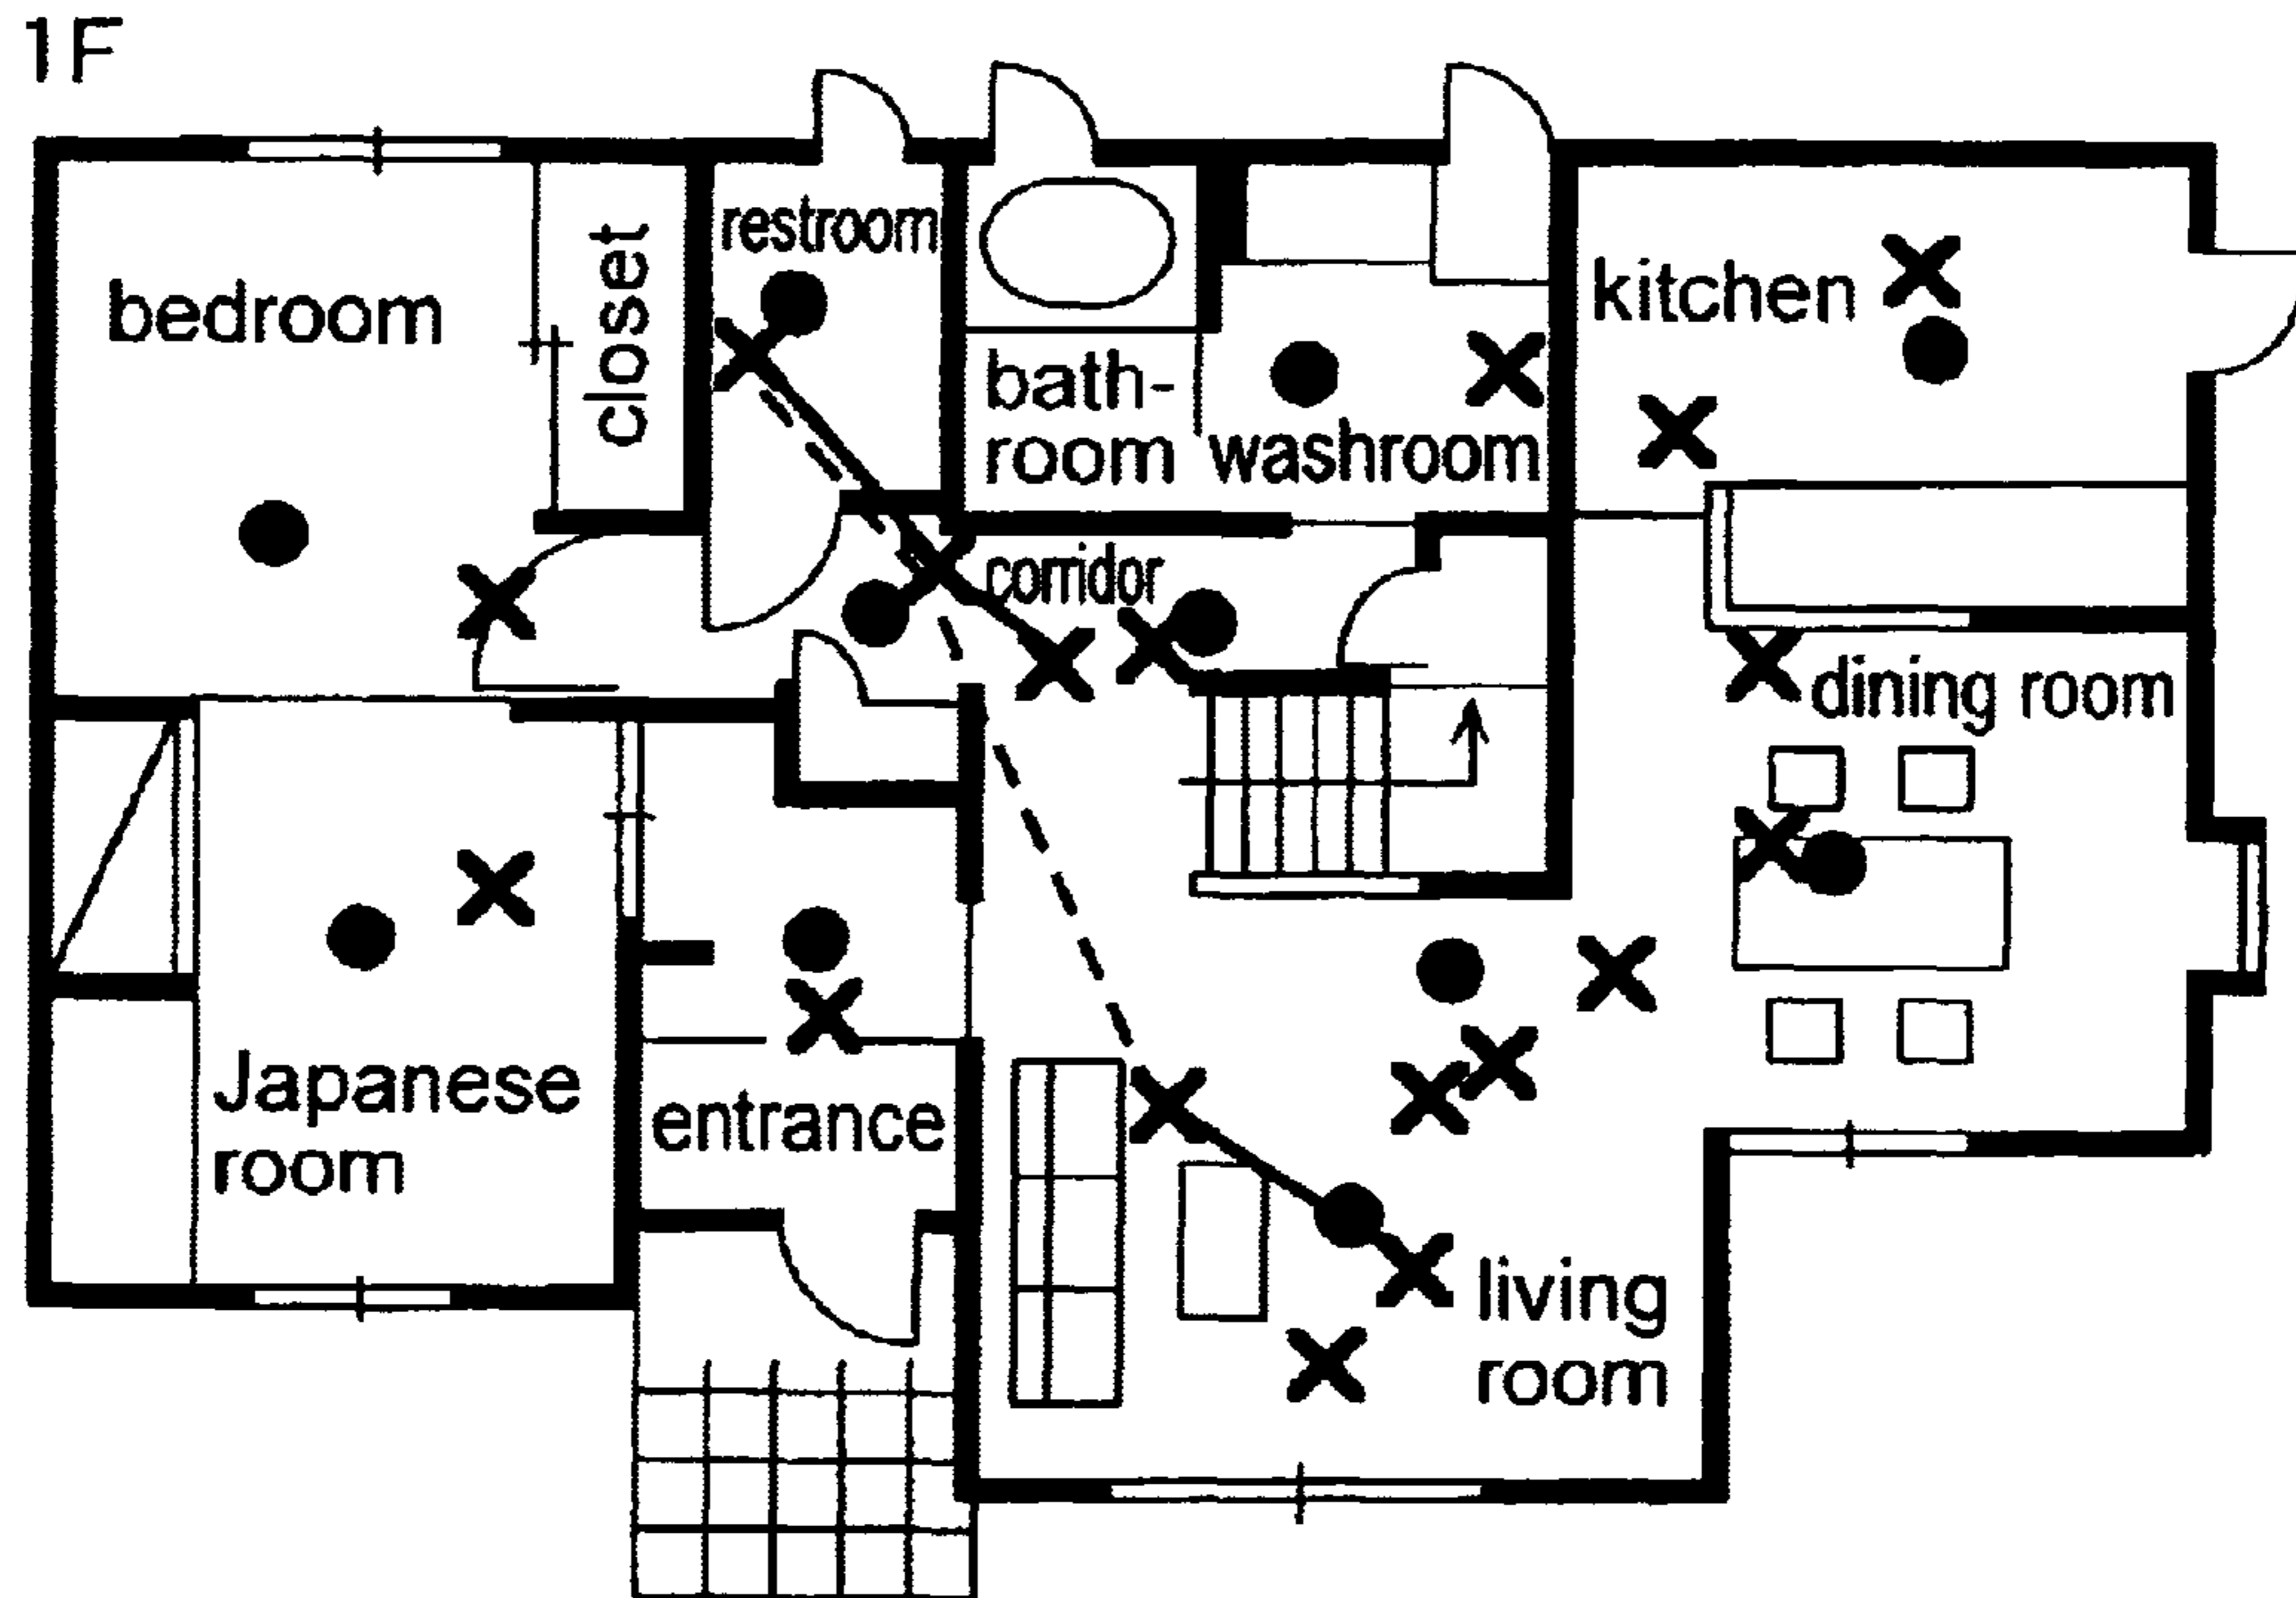 1F
restroom
bedroom
closet
kitchen
bath-
room
washroom
corridor
dining room
Japanese
room
entrance
living
room